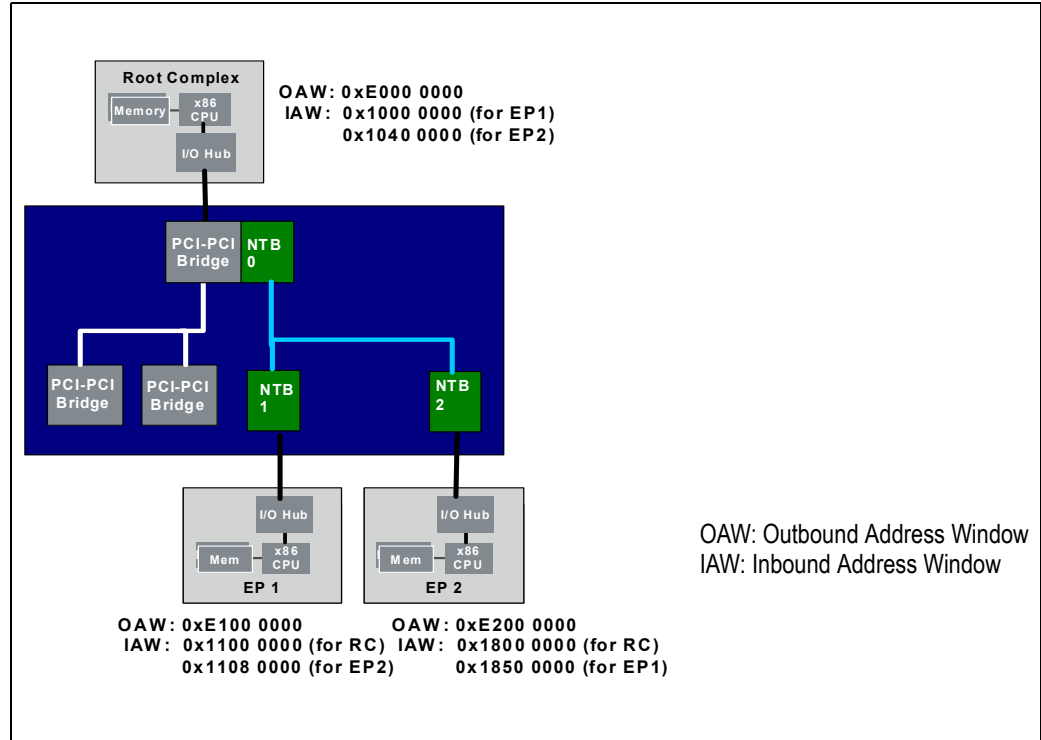 Root Complex
Memory
x86
CPU
I/O Hub
OAW: 0xE000 0000
IAW: 0x1000 0000 (for EP1)
0x1040 0000 (for EP2)
PCI-PCI
Bridge
NTB
0
PCI-PCI
Bridge
PCI-PCI
Bridge
NTB
1
NTB
2
I/O Hub
Mem
x86
CPU
EP 1
I/O Hub
Mem
x86
CPU
EP 2
OAW: 0xE100 0000
IAW: 0x1100 0000 (for RC)
0x1108 0000 (for EP2)
OAW: 0xE200 0000
IAW: 0x1800 0000 (for RC)
0x1850 0000 (for EP1)
OAW: Outbound Address Window
IAW: Inbound Address Window